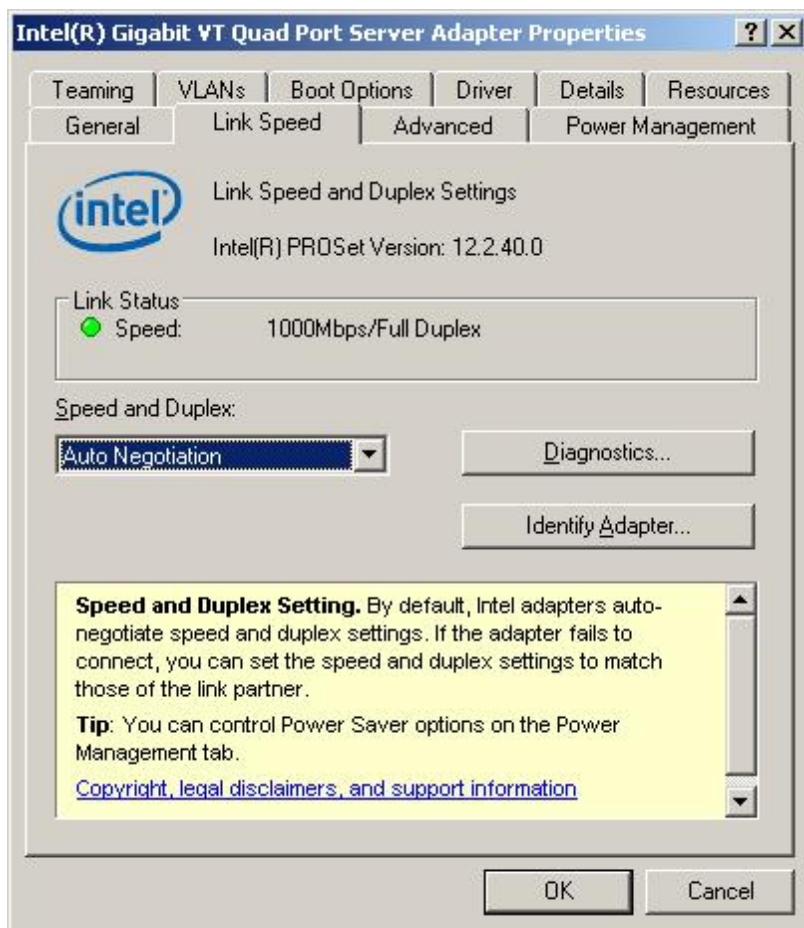 Intel(R) Gigabit VT Quad Port Server Adapter Properties
Teaming VLANs Boot Options Driver Details Resources
General Link Speed Advanced Power Management
intel
Link Speed and Duplex Settings
Intel(R) PROSet Version: 12.2.40.0
Link Status
Speed: 1000Mbps/Full Duplex
Speed and Duplex:
Auto Negotiation
Diagnostics...
Identify Adapter...
Speed and Duplex Setting. By default, Intel adapters auto-
negotiate speed and duplex settings. If the adapter fails to
connect, you can set the speed and duplex settings to match
those of the link partner.
Tip: You can control Power Saver options on the Power
Management tab.
Copyright, legal disclaimers, and support information
OK Cancel